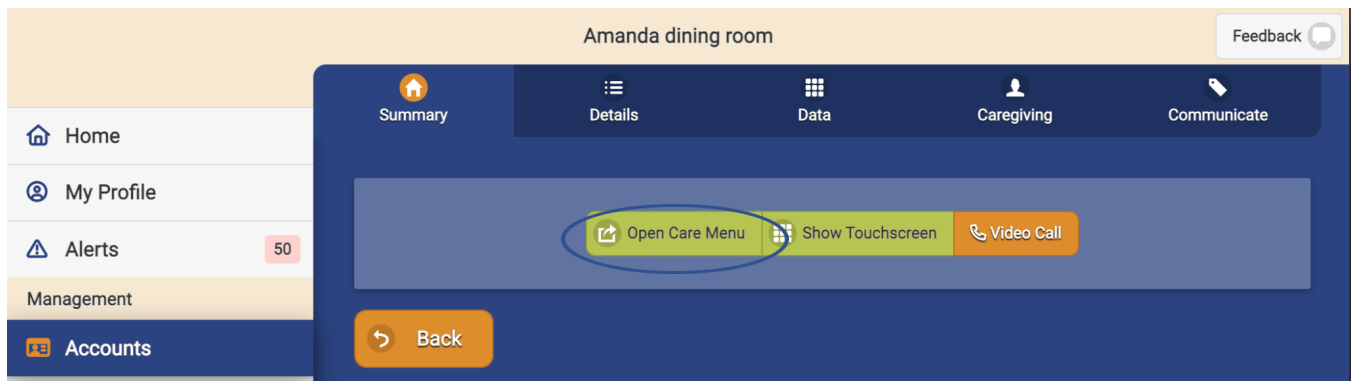 Amanda dining room
Feedback
Summary
Details
Data
Caregiving
Communicate
Home
My Profile
Alerts
50
Management
Accounts
Open Care Menu
Show Touchscreen
Video Call
Back